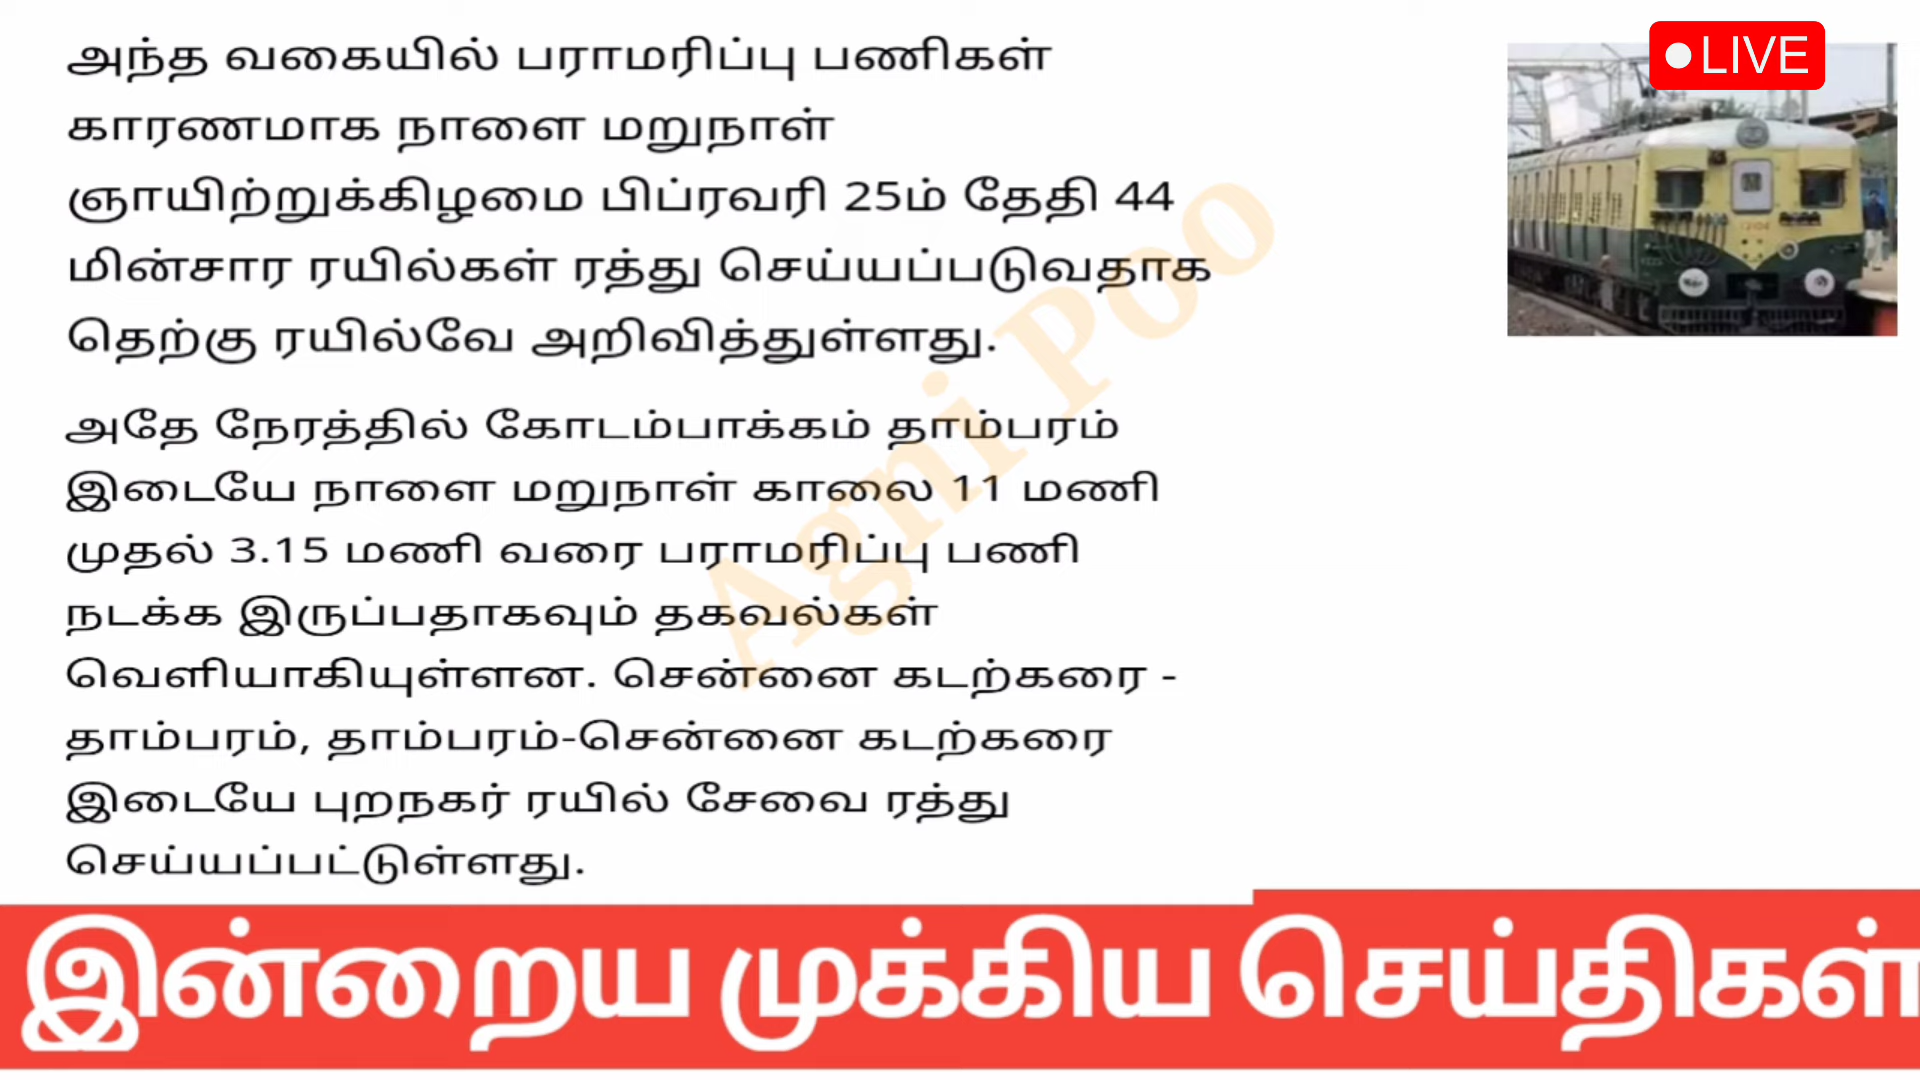 LIVE
அந்த வகையில் பராமரிப்பு பணிகள்
காரணமாக நாளை மறுநாள்
ஞாயிற்றுக்கிழமை பிப்ரவரி 25ம் தேதி 44
மின்சார ரயில்கள் ரத்து செய்யப்படுவதாக
தெற்கு ரயில்வே அறிவித்துள்ளது.
அதே நேரத்தில் கோடம்பாக்கம் தாம்பரம்
இடையே நாளை மறுநாள் காலை 11 மணி
முதல் 3.15 மணி வரை பராமரிப்பு பணி
நடக்க இருப்பதாகவும் தகவல்கள்
வெளியாகியுள்ளன. சென்னை கடற்கரை -
தாம்பரம், தாம்பரம்-சென்னை கடற்கரை
இடையே புறநகர் ரயில் சேவை ரத்து
செய்யப்பட்டுள்ளது.
Agni Poo
இன்றைய முக்கிய செய்திகள்